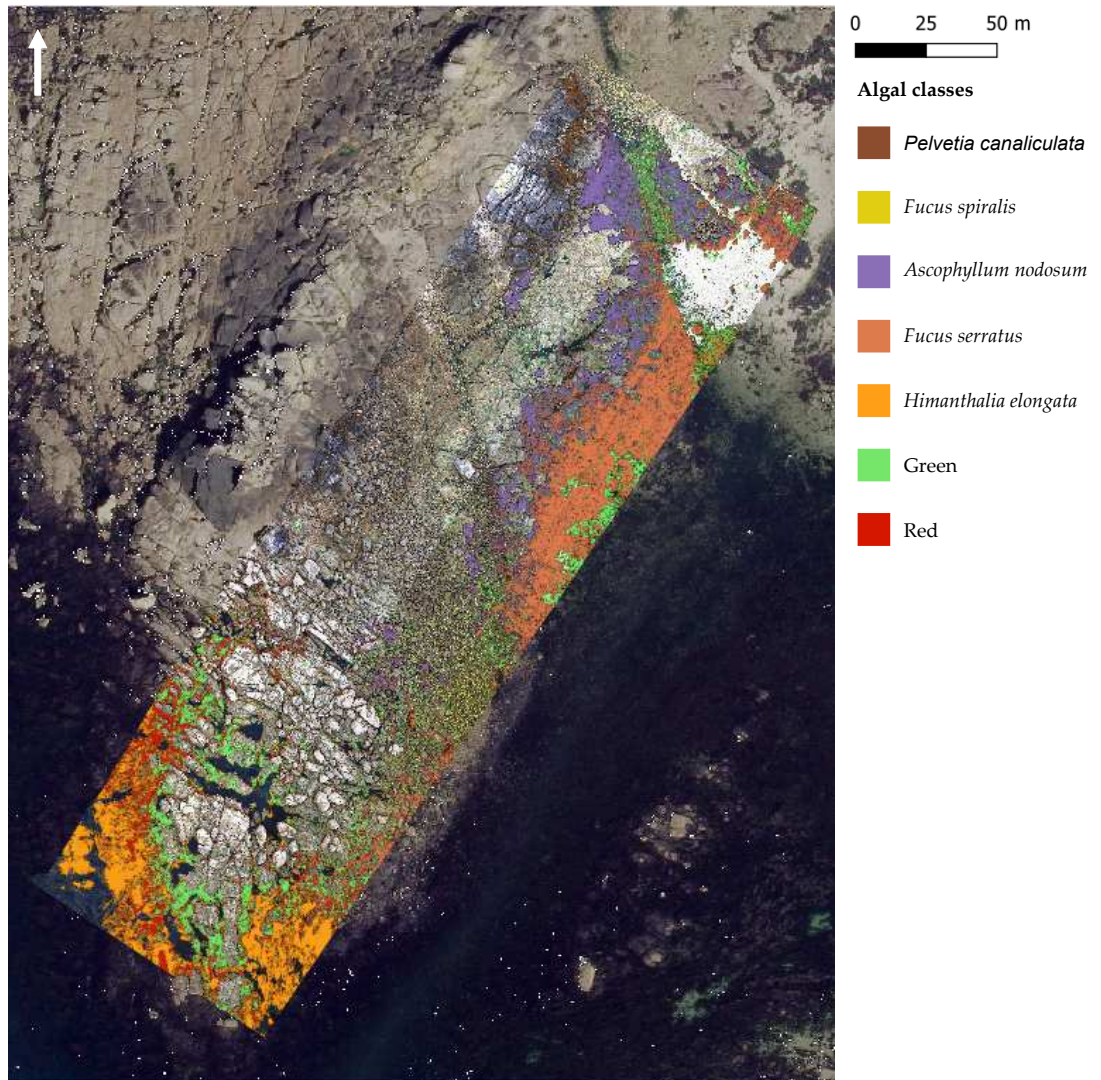 0 25 50 m
Algal classes
Pelvetia canaliculata
Fucus spiralis
Ascophyllum nodosum
Fucus serratus
Himanthalia elongata
Green
Red